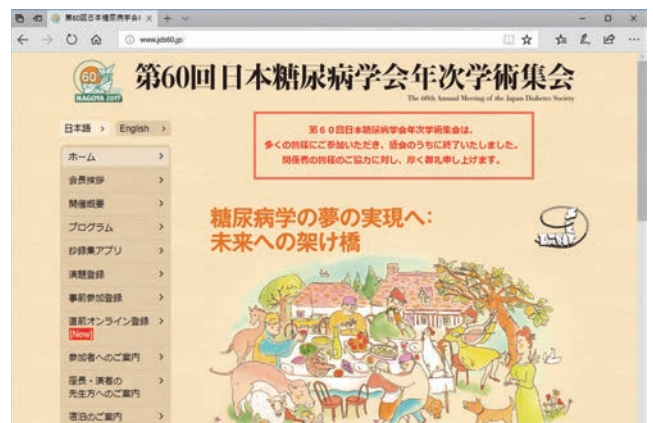 第60回日本糖尿病学会年
www.jds60.jp/
60
NAGOYA 2017
第60回日本糖尿病学会年次学術集会
The 60th Annual Meeting of the Japan Diabetes Society
日本語
English
第60回日本糖尿病学会年次学術集会は、
多くの皆様にご参加いただき、盛会のうちに終了いたしました。
関係者の皆様のご協力に対し、厚く御礼申し上げます。
ホーム
会長挨拶
開催概要
プログラム
抄録集アプリ
演題登録
事前参加登録
直前オンライン登録
[New]
参加者へのご案内
座長・演者の
先生方へのご案内
宿泊のご案内
糖尿病学の夢の実現へ:
未来への架け橋